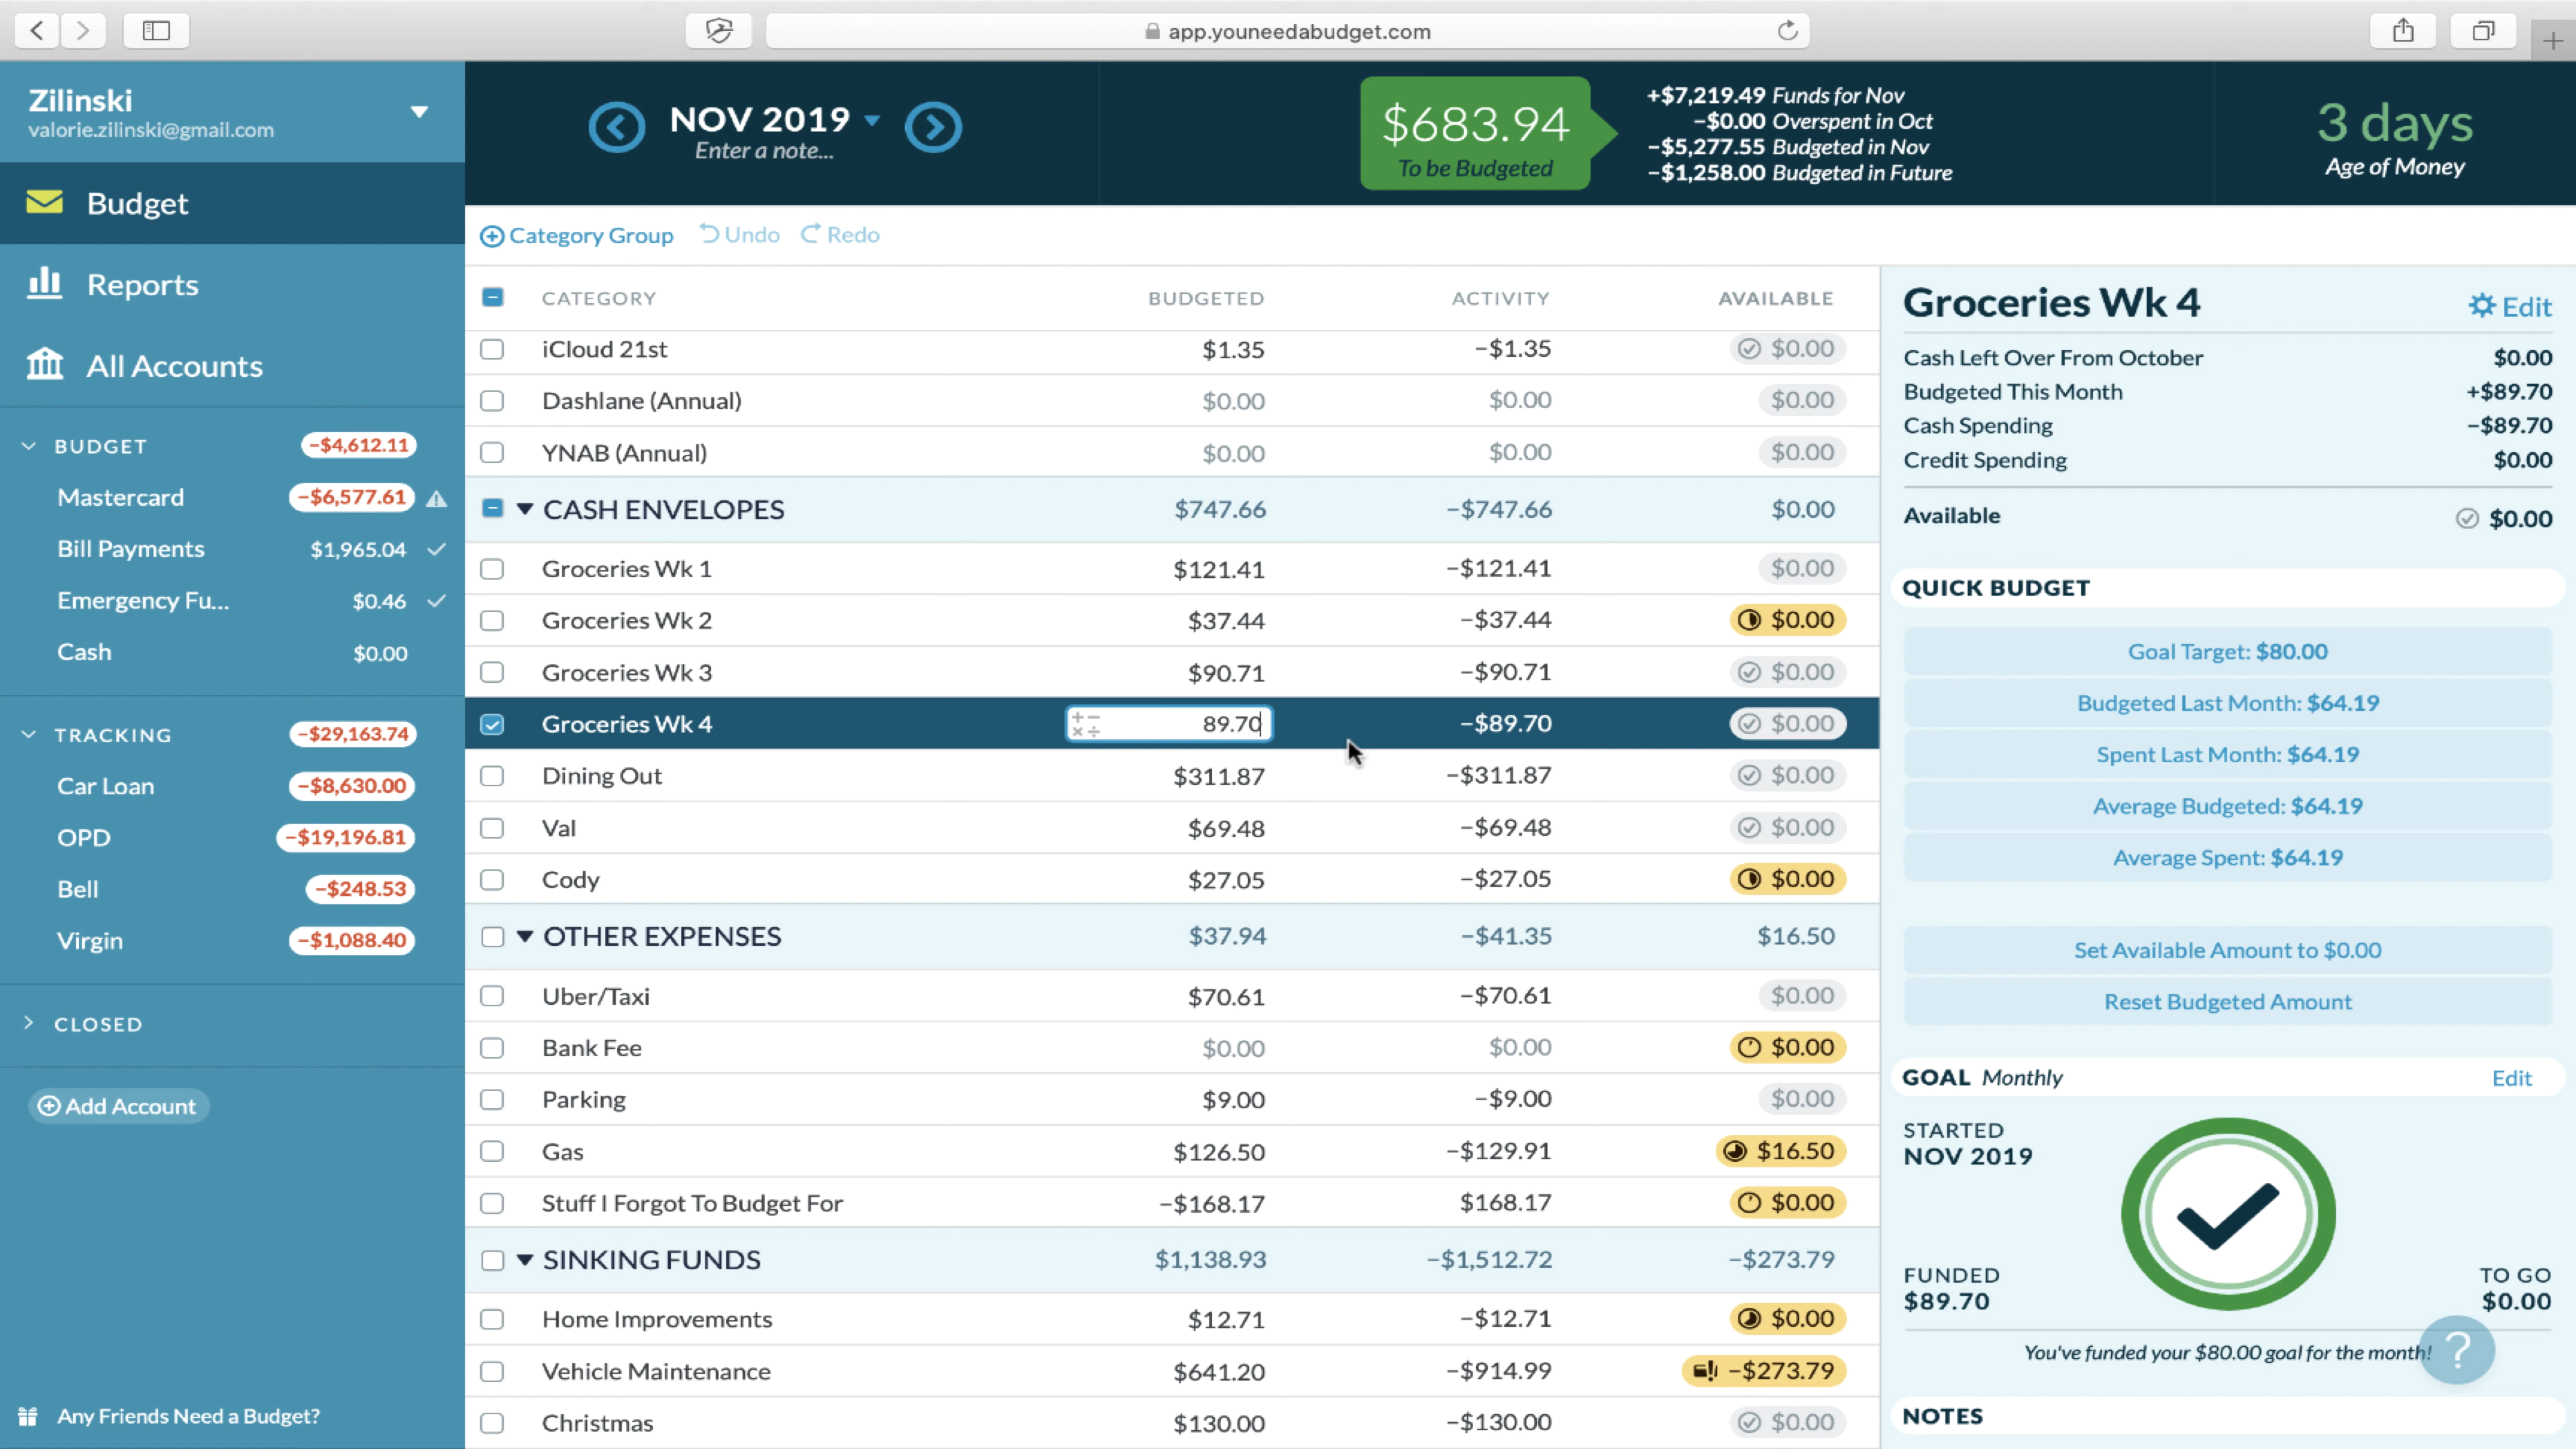 app.youneedabudget.com
Zilinski
valorie.zilinski@gmail.com
NOV 2019
Enter a note...
$683.94
To be Budgeted
+$7,219.49 Funds for Nov
−$0.00 Overspent in Oct
−$5,277.55 Budgeted in Nov
−$1,258.00 Budgeted in Future
3 days
Age of Money
Budget
Reports
All Accounts
BUDGET −$4,612.11
Mastercard −$6,577.61
Bill Payments $1,965.04
Emergency Fu... $0.46
Cash $0.00
TRACKING −$29,163.74
Car Loan −$8,630.00
OPD −$19,196.81
Bell −$248.53
Virgin −$1,088.40
CLOSED
Add Account
Any Friends Need a Budget?
Category Group Undo Redo
CATEGORY BUDGETED ACTIVITY AVAILABLE
iCloud 21st $1.35 −$1.35 $0.00
Dashlane (Annual) $0.00 $0.00 $0.00
YNAB (Annual) $0.00 $0.00 $0.00
CASH ENVELOPES $747.66 −$747.66 $0.00
Groceries Wk 1 $121.41 −$121.41 $0.00
Groceries Wk 2 $37.44 −$37.44 $0.00
Groceries Wk 3 $90.71 −$90.71 $0.00
Groceries Wk 4 89.70 −$89.70 $0.00
Dining Out $311.87 −$311.87 $0.00
Val $69.48 −$69.48 $0.00
Cody $27.05 −$27.05 $0.00
OTHER EXPENSES $37.94 −$41.35 $16.50
Uber/Taxi $70.61 −$70.61 $0.00
Bank Fee $0.00 $0.00 $0.00
Parking $9.00 −$9.00 $0.00
Gas $126.50 −$129.91 $16.50
Stuff I Forgot To Budget For −$168.17 $168.17 $0.00
SINKING FUNDS $1,138.93 −$1,512.72 −$273.79
Home Improvements $12.71 −$12.71 $0.00
Vehicle Maintenance $641.20 −$914.99 −$273.79
Christmas $130.00 −$130.00 $0.00
Groceries Wk 4 Edit
Cash Left Over From October $0.00
Budgeted This Month +$89.70
Cash Spending −$89.70
Credit Spending $0.00
Available $0.00
QUICK BUDGET
Goal Target: $80.00
Budgeted Last Month: $64.19
Spent Last Month: $64.19
Average Budgeted: $64.19
Average Spent: $64.19
Set Available Amount to $0.00
Reset Budgeted Amount
GOAL Monthly Edit
STARTED
NOV 2019
FUNDED TO GO
$89.70 $0.00
You've funded your $80.00 goal for the month!
?
NOTES